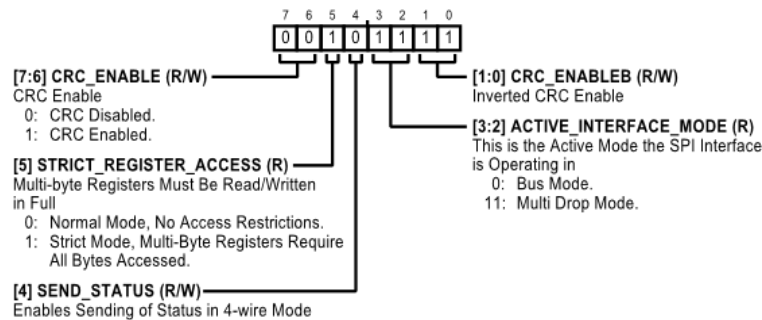 7 6 5 4 3 2 1 0
0 0 1 0 1 1 1 1
[7:6] CRC_ENABLE (R/W)
CRC Enable
0: CRC Disabled.
1: CRC Enabled.
[5] STRICT_REGISTER_ACCESS (R)
Multi-byte Registers Must Be Read/Written
in Full
0: Normal Mode, No Access Restrictions.
1: Strict Mode, Multi-Byte Registers Require
All Bytes Accessed.
[4] SEND_STATUS (R/W)
Enables Sending of Status in 4-wire Mode
[1:0] CRC_ENABLEB (R/W)
Inverted CRC Enable
[3:2] ACTIVE_INTERFACE_MODE (R)
This is the Active Mode the SPI Interface
is Operating in
0: Bus Mode.
11: Multi Drop Mode.